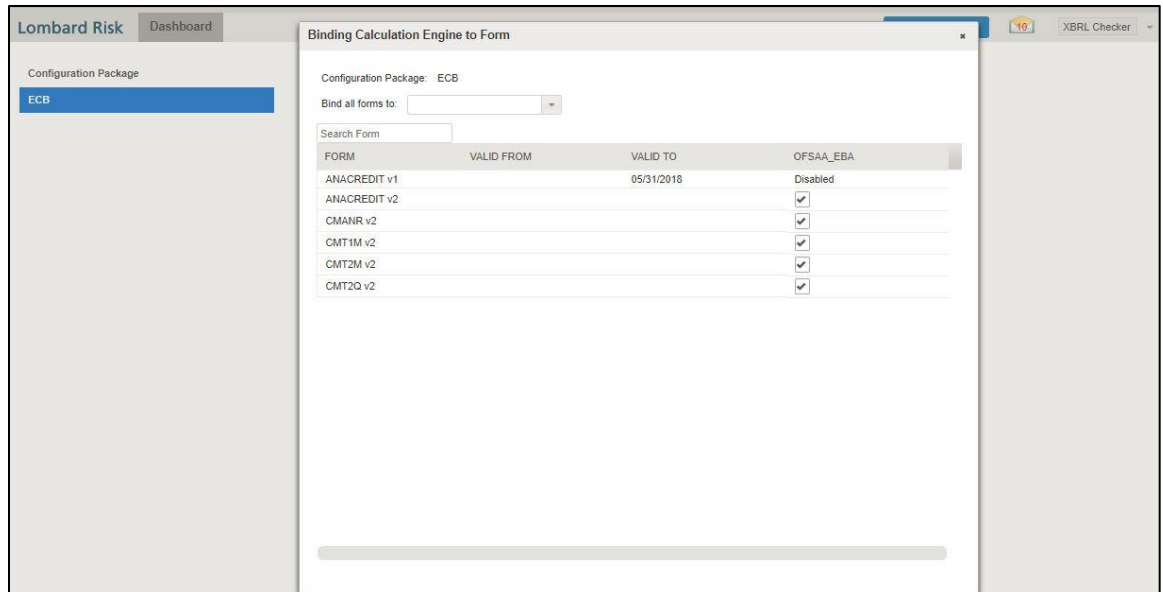 Lombard Risk Dashboard
10 XBRL Checker
Configuration Package
ECB
Binding Calculation Engine to Form
Configuration Package: ECB
Bind all forms to:
Search Form
FORM VALID FROM VALID TO OFSAA_EBA
ANACREDIT v1 05/31/2018 Disabled
ANACREDIT v2
CMANR v2
CMT1M v2
CMT2M v2
CMT2Q v2